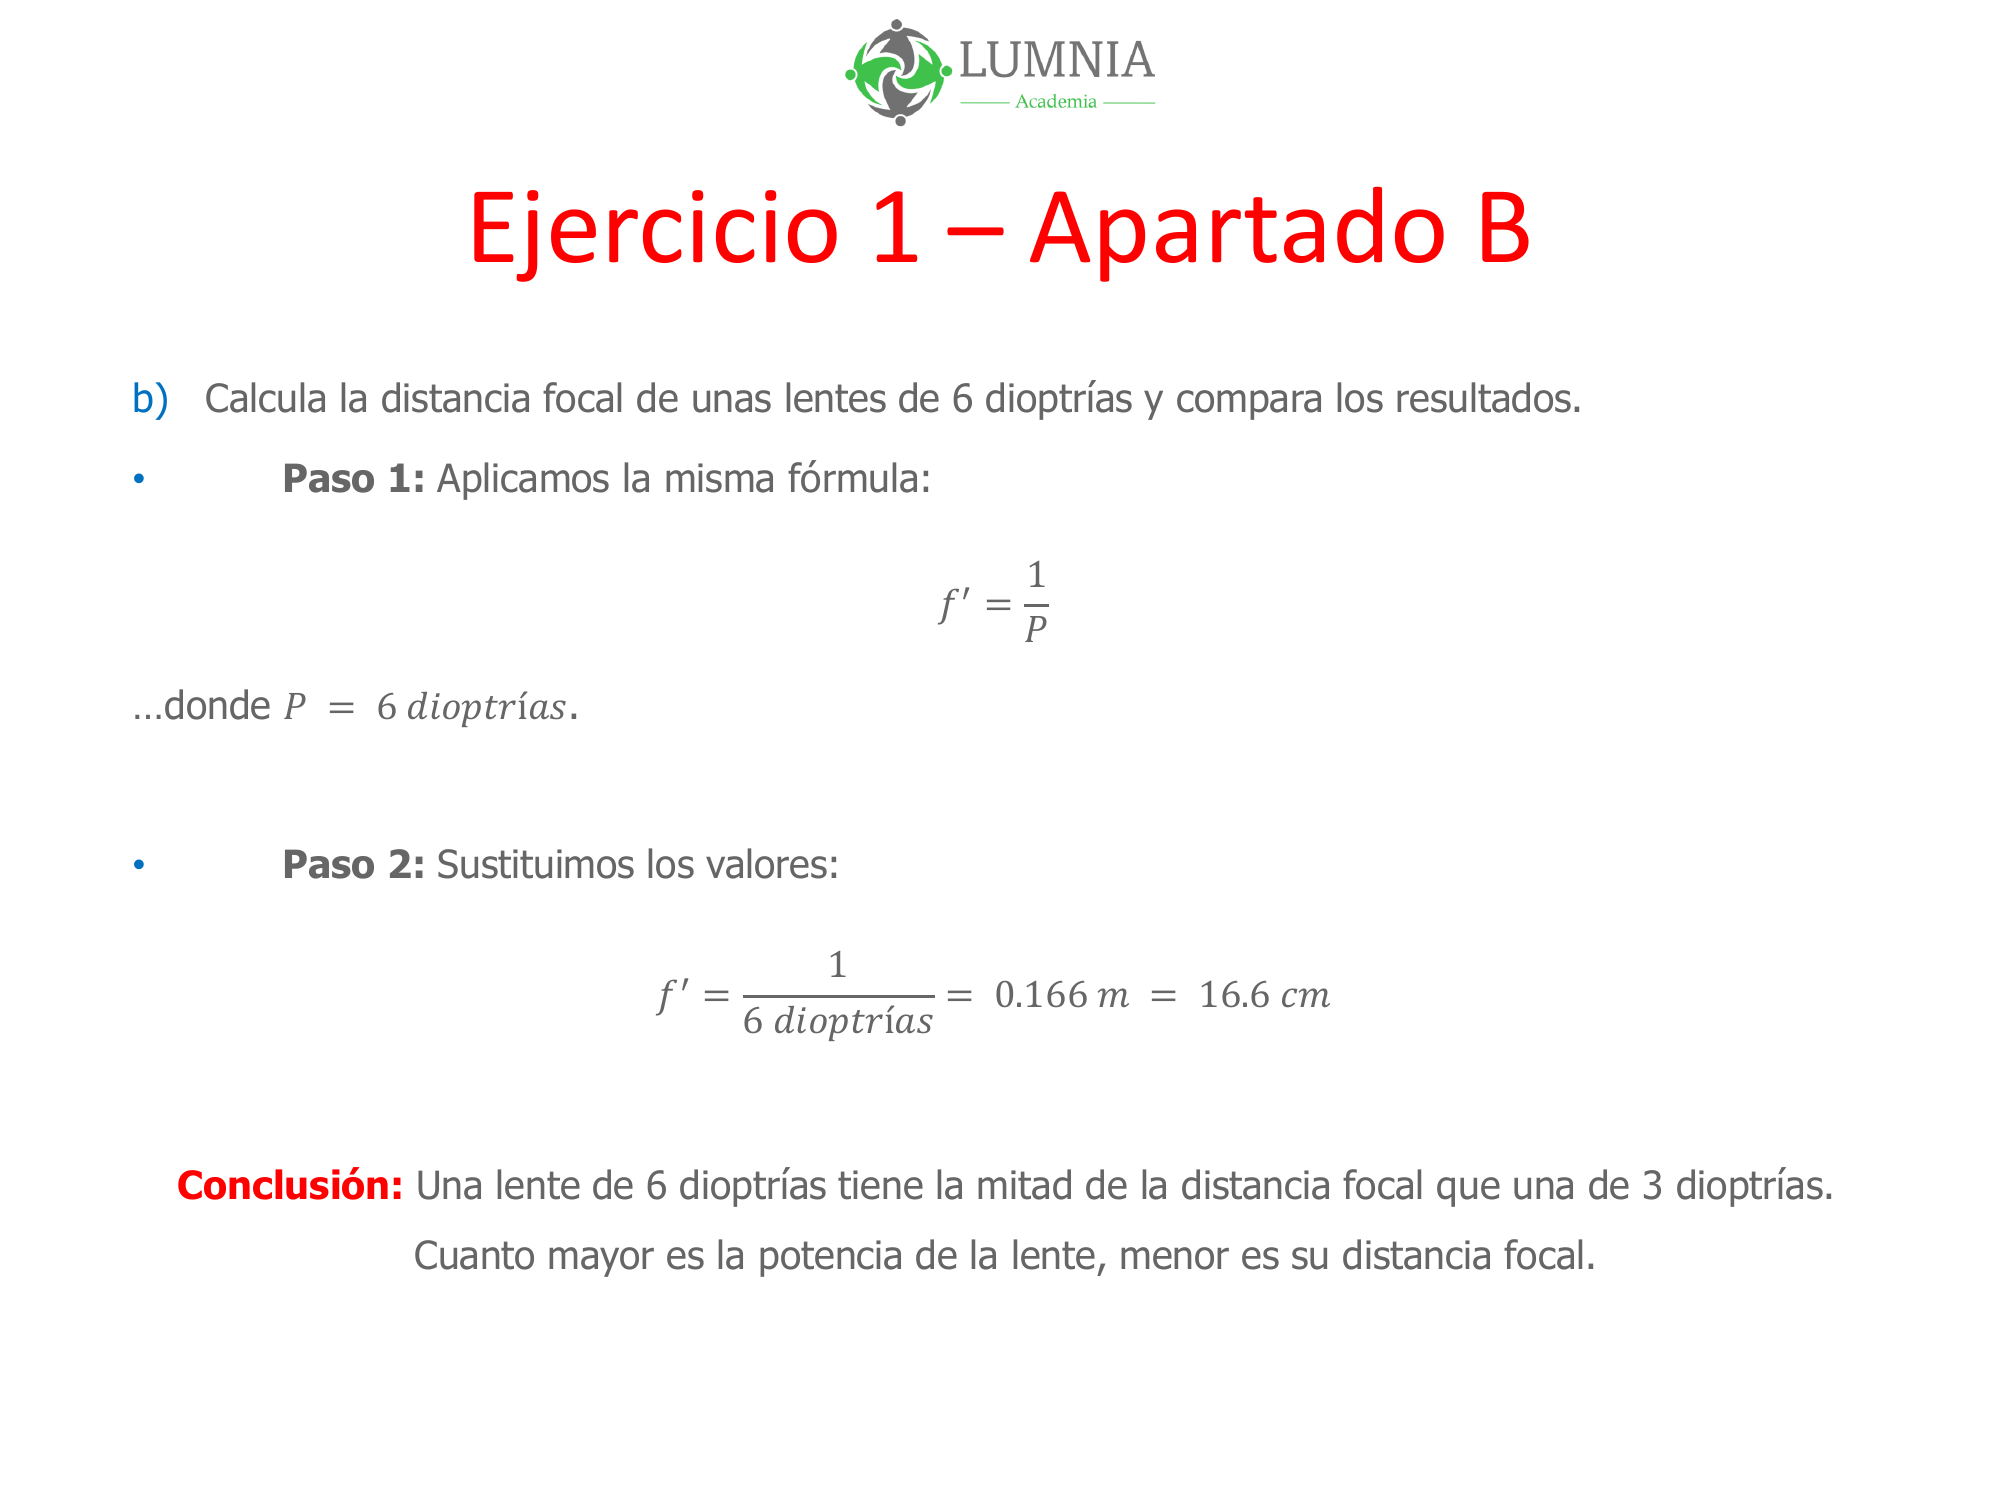 LUMNIA
Academia
Ejercicio 1 – Apartado B
b) Calcula la distancia focal de unas lentes de 6 dioptrías y compara los resultados.
• Paso 1: Aplicamos la misma fórmula:
f′ = 1/P
…donde P = 6 dioptrías.
• Paso 2: Sustituimos los valores:
f′ = 1/(6 dioptrías) = 0.166 m = 16.6 cm
Conclusión: Una lente de 6 dioptrías tiene la mitad de la distancia focal que una de 3 dioptrías.
Cuanto mayor es la potencia de la lente, menor es su distancia focal.